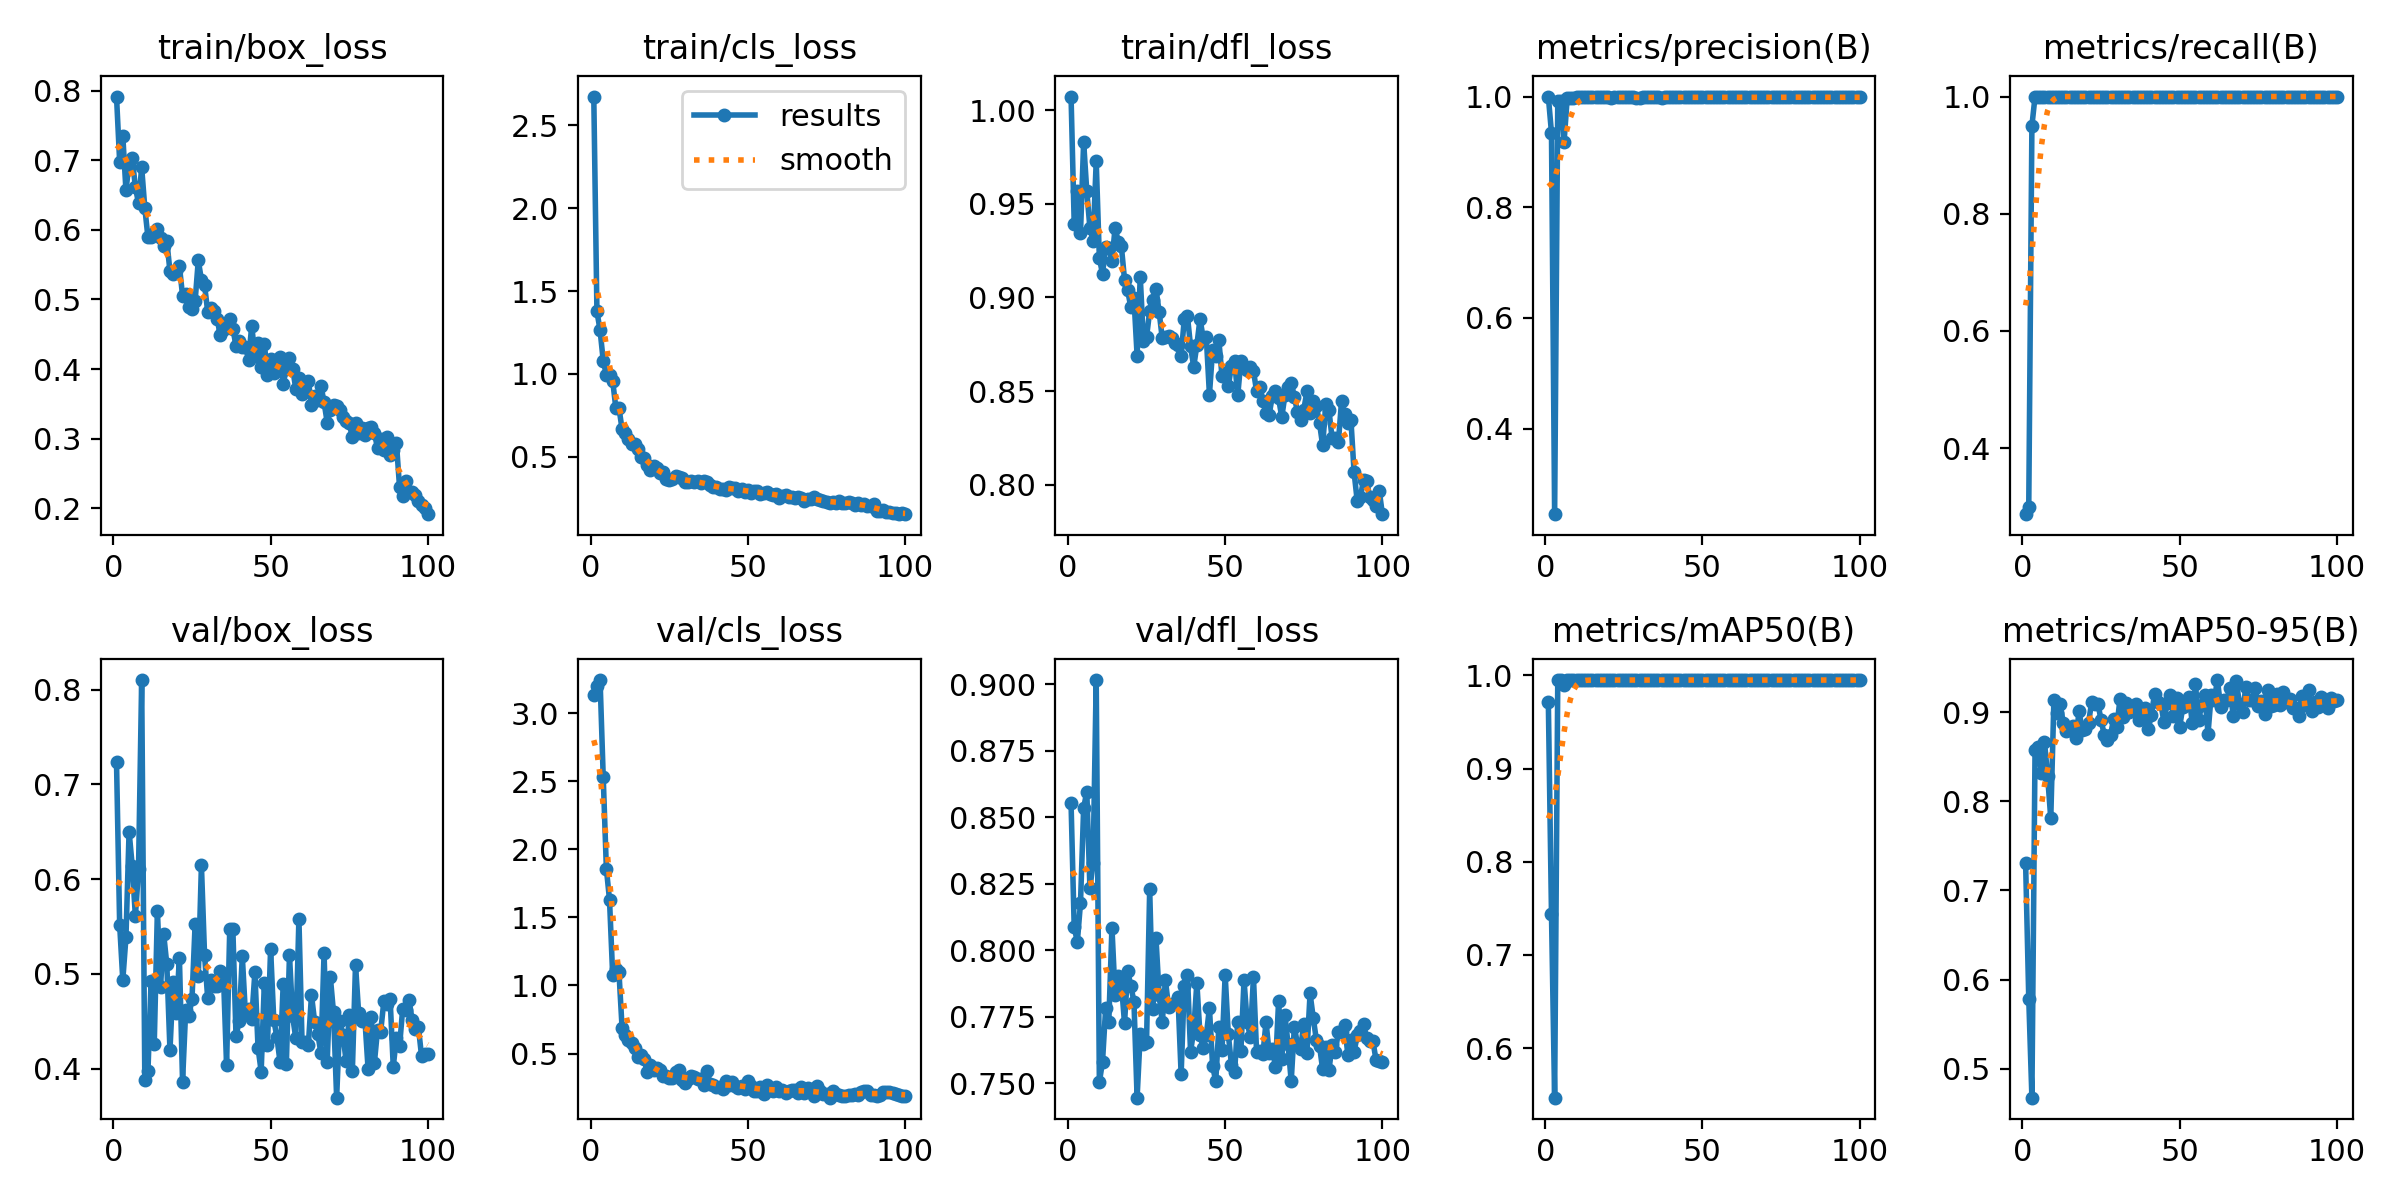 train/box_loss
0.8
0.7
0.6
0.5
0.4
0.3
0.2
0 50 100
train/cls_loss
results
smooth
2.5
2.0
1.5
1.0
0.5
0 50 100
train/dfl_loss
1.00
0.95
0.90
0.85
0.80
0 50 100
metrics/precision(B)
1.0
0.8
0.6
0.4
0 50 100
metrics/recall(B)
1.0
0.8
0.6
0.4
0 50 100
val/box_loss
0.8
0.7
0.6
0.5
0.4
0 50 100
val/cls_loss
3.0
2.5
2.0
1.5
1.0
0.5
0 50 100
val/dfl_loss
0.900
0.875
0.850
0.825
0.800
0.775
0.750
0 50 100
metrics/mAP50(B)
1.0
0.9
0.8
0.7
0.6
0 50 100
metrics/mAP50-95(B)
0.9
0.8
0.7
0.6
0.5
0 50 100